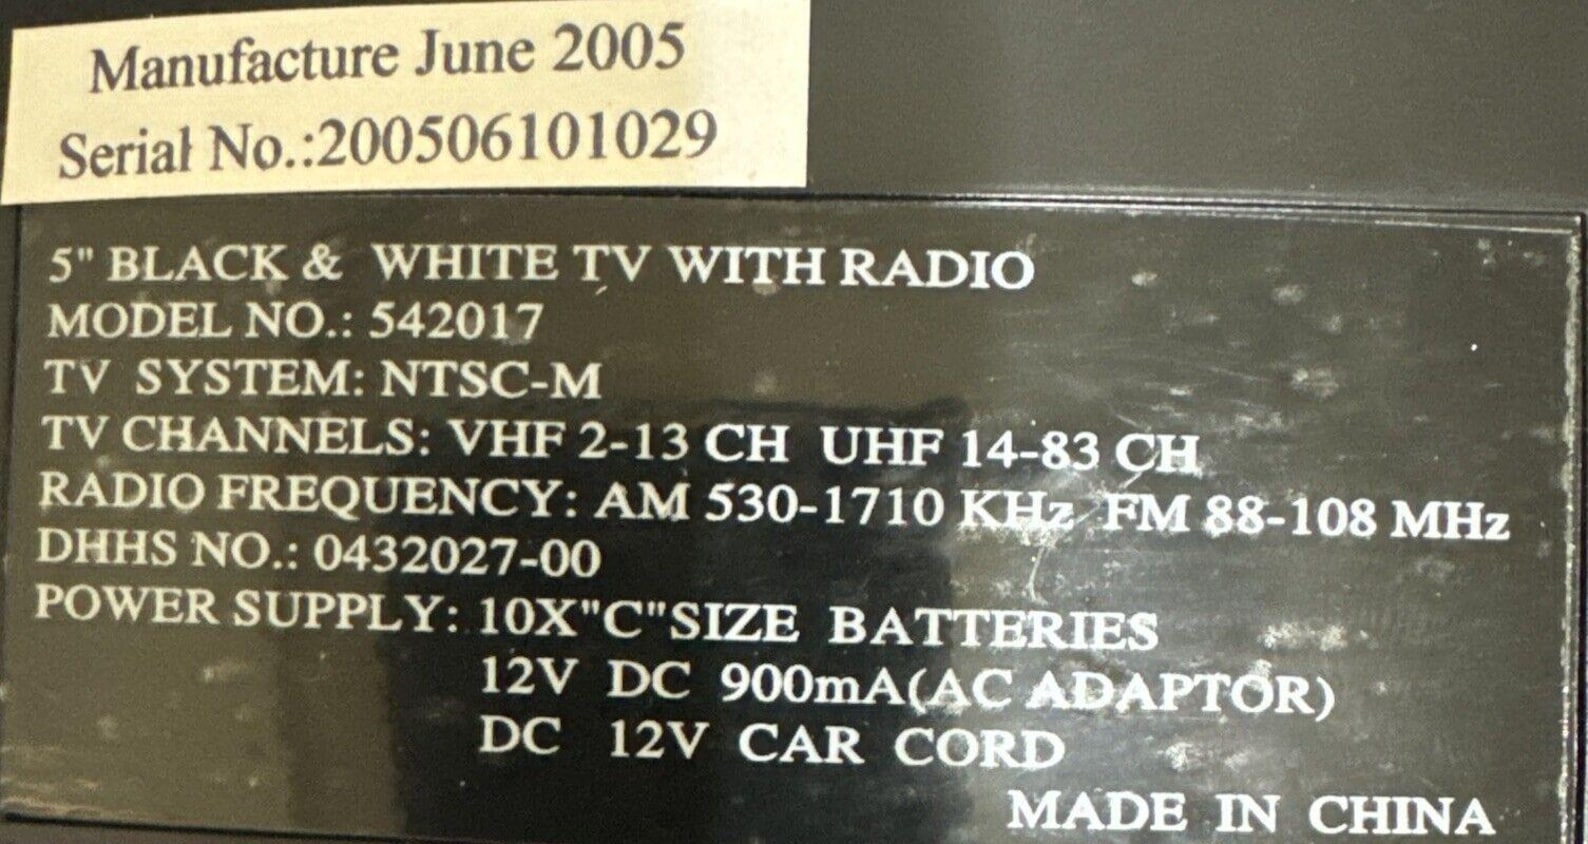 Manufacture June 2005
Serial No.:200506101029
5" BLACK & WHITE TV WITH RADIO
MODEL NO.: 542017
TV SYSTEM: NTSC-M
TV CHANNELS: VHF 2-13 CH UHF 14-83 CH
RADIO FREQUENCY: AM 530-1710 KHz FM 88-108 MHz
DHHS NO.: 0432027-00
POWER SUPPLY: 10X"C"SIZE BATTERIES
12V DC 900mA(AC ADAPTOR)
DC 12V CAR CORD
MADE IN CHINA